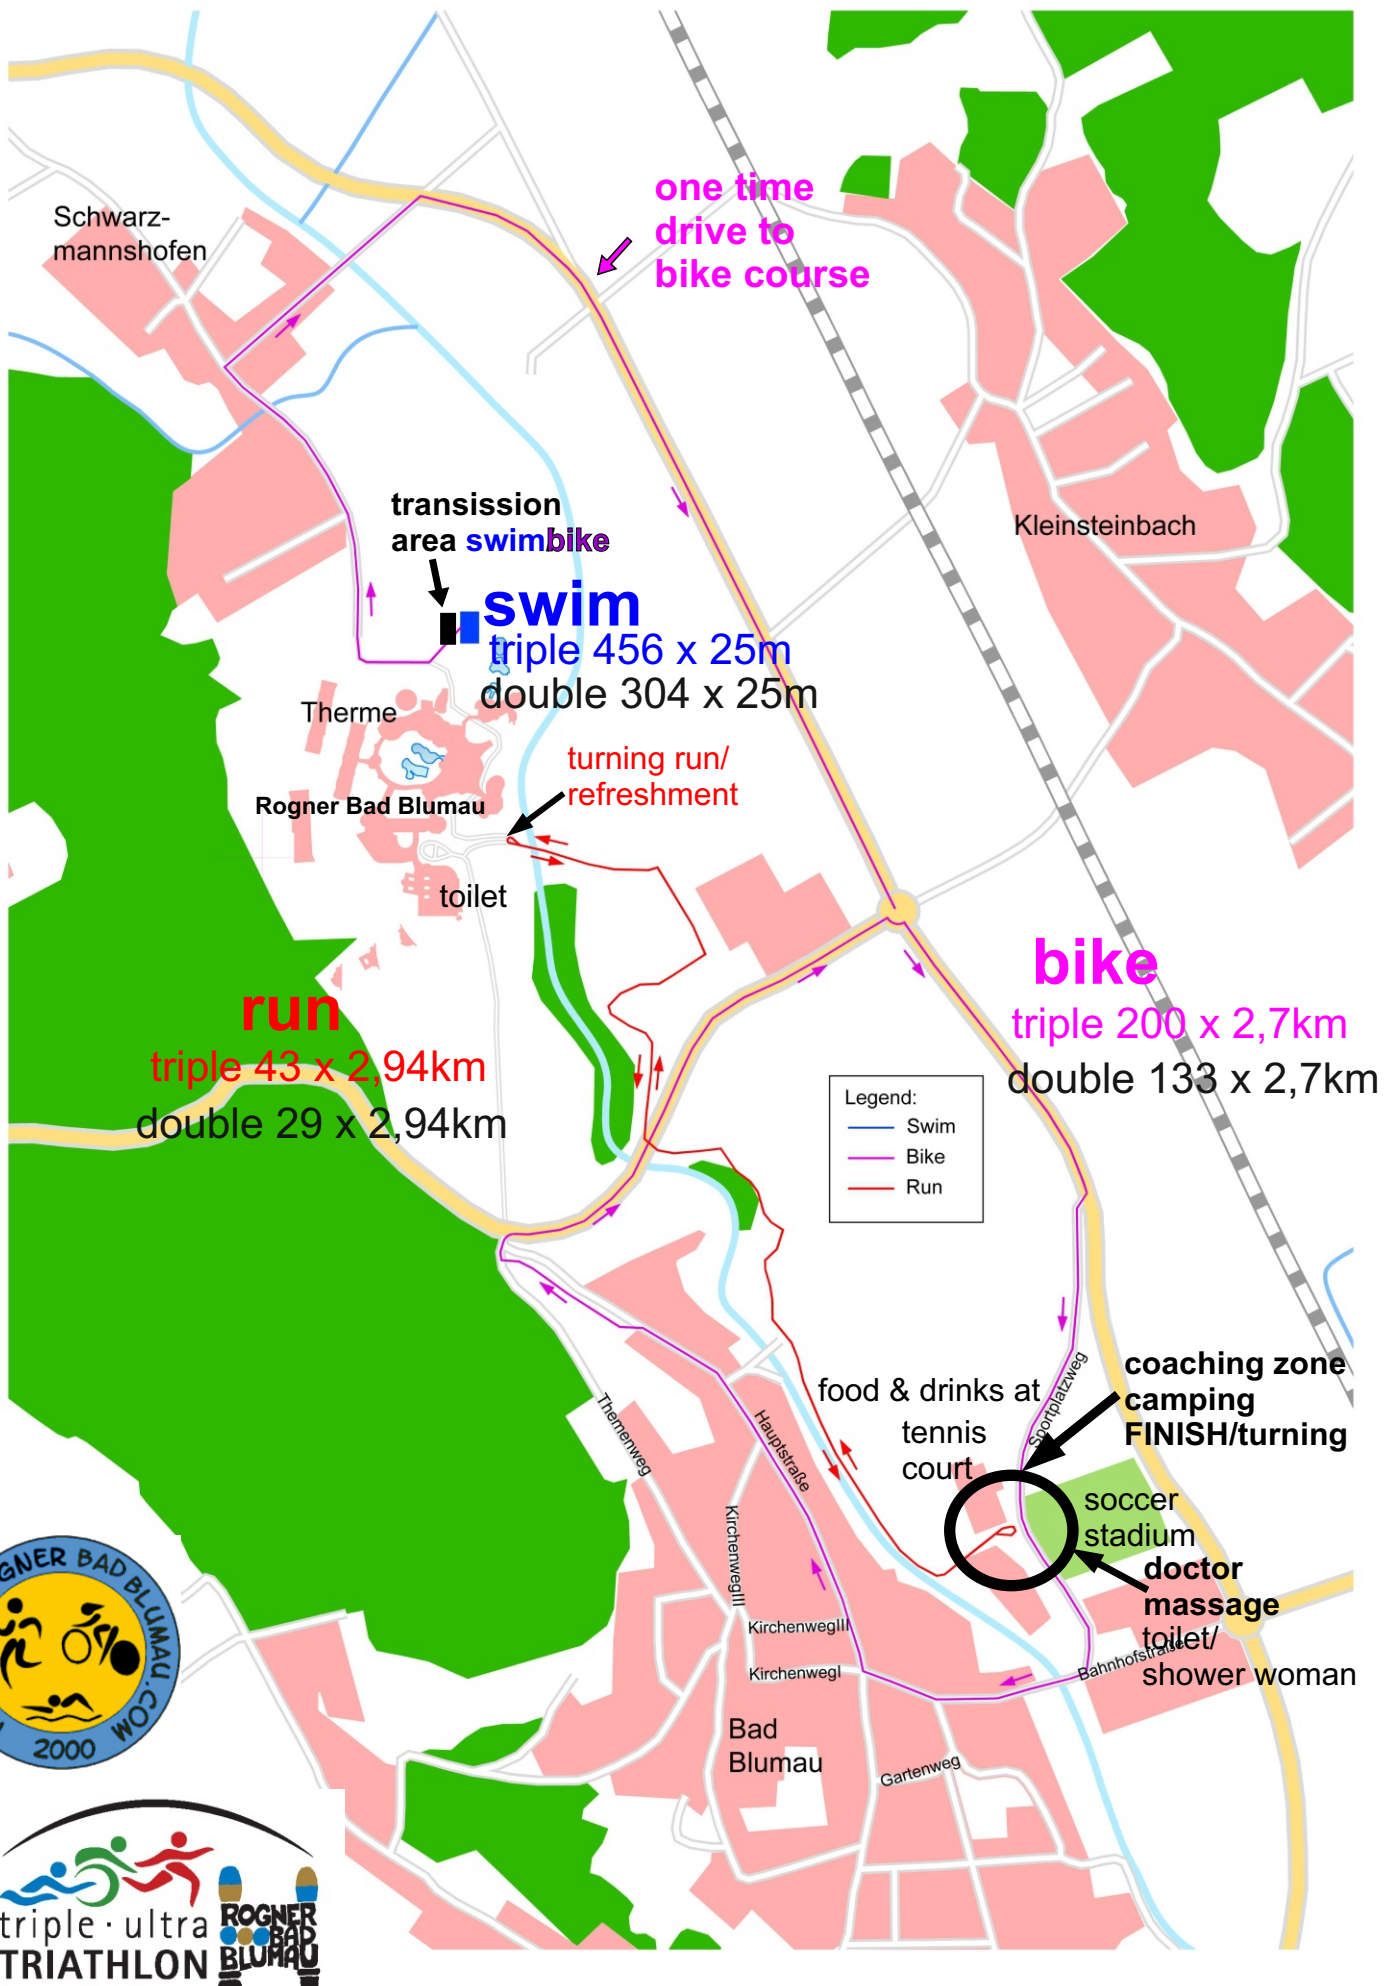 one time
drive to
bike course
Schwarz-
mannshofen
transission
area swim/bike
Kleinsteinbach
swim
triple 456 x 25m
double 304 x 25m
Therme
turning run/
refreshment
Rogner Bad Blumau
toilet
bike
triple 200 x 2,7km
double 133 x 2,7km
run
triple 43 x 2,94km
double 29 x 2,94km
Legend:
Swim
Bike
Run
coaching zone
camping
FINISH/turning
food & drinks at
tennis
court
Sportplatzweg
Themenweg
Hauptstraße
soccer
stadium
doctor
massage
toilet/
shower woman
KirchenwegIII
KirchenwegIII
KirchenwegI
Bahnhofstraße
Bad
Blumau
Gartenweg
GNER BAD BLUMAU.COM
2000
triple · ultra
TRIATHLON
ROGNER
BAD
BLUMAU